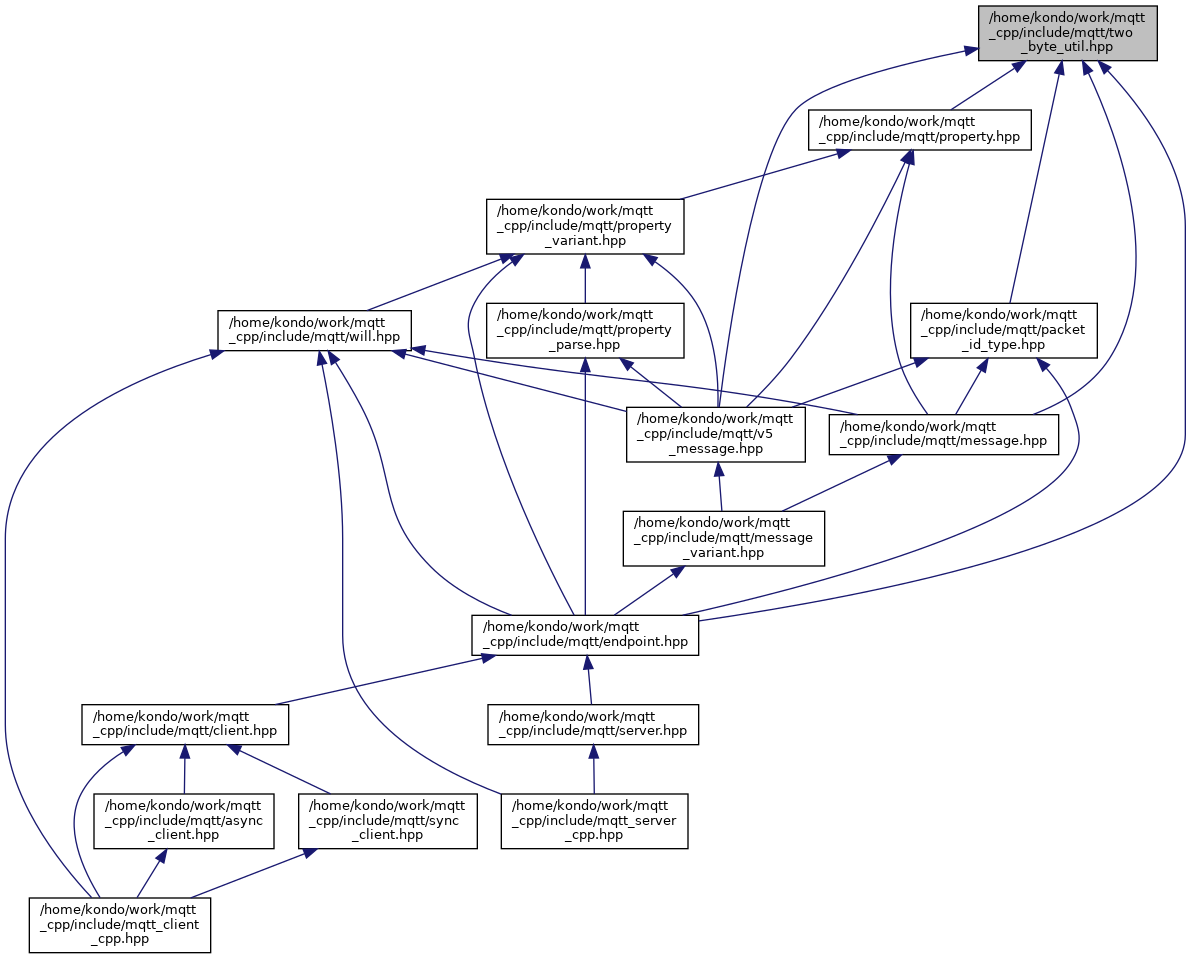 /home/kondo/work/mqtt
_cpp/include/mqtt/two
_byte_util.hpp
/home/kondo/work/mqtt
_cpp/include/mqtt/property.hpp
/home/kondo/work/mqtt
_cpp/include/mqtt/property
_variant.hpp
/home/kondo/work/mqtt
_cpp/include/mqtt/will.hpp
/home/kondo/work/mqtt
_cpp/include/mqtt/property
_parse.hpp
/home/kondo/work/mqtt
_cpp/include/mqtt/packet
_id_type.hpp
/home/kondo/work/mqtt
_cpp/include/mqtt/v5
_message.hpp
/home/kondo/work/mqtt
_cpp/include/mqtt/message.hpp
/home/kondo/work/mqtt
_cpp/include/mqtt/message
_variant.hpp
/home/kondo/work/mqtt
_cpp/include/mqtt/endpoint.hpp
/home/kondo/work/mqtt
_cpp/include/mqtt/client.hpp
/home/kondo/work/mqtt
_cpp/include/mqtt/server.hpp
/home/kondo/work/mqtt
_cpp/include/mqtt/async
_client.hpp
/home/kondo/work/mqtt
_cpp/include/mqtt/sync
_client.hpp
/home/kondo/work/mqtt
_cpp/include/mqtt_server
_cpp.hpp
/home/kondo/work/mqtt
_cpp/include/mqtt_client
_cpp.hpp